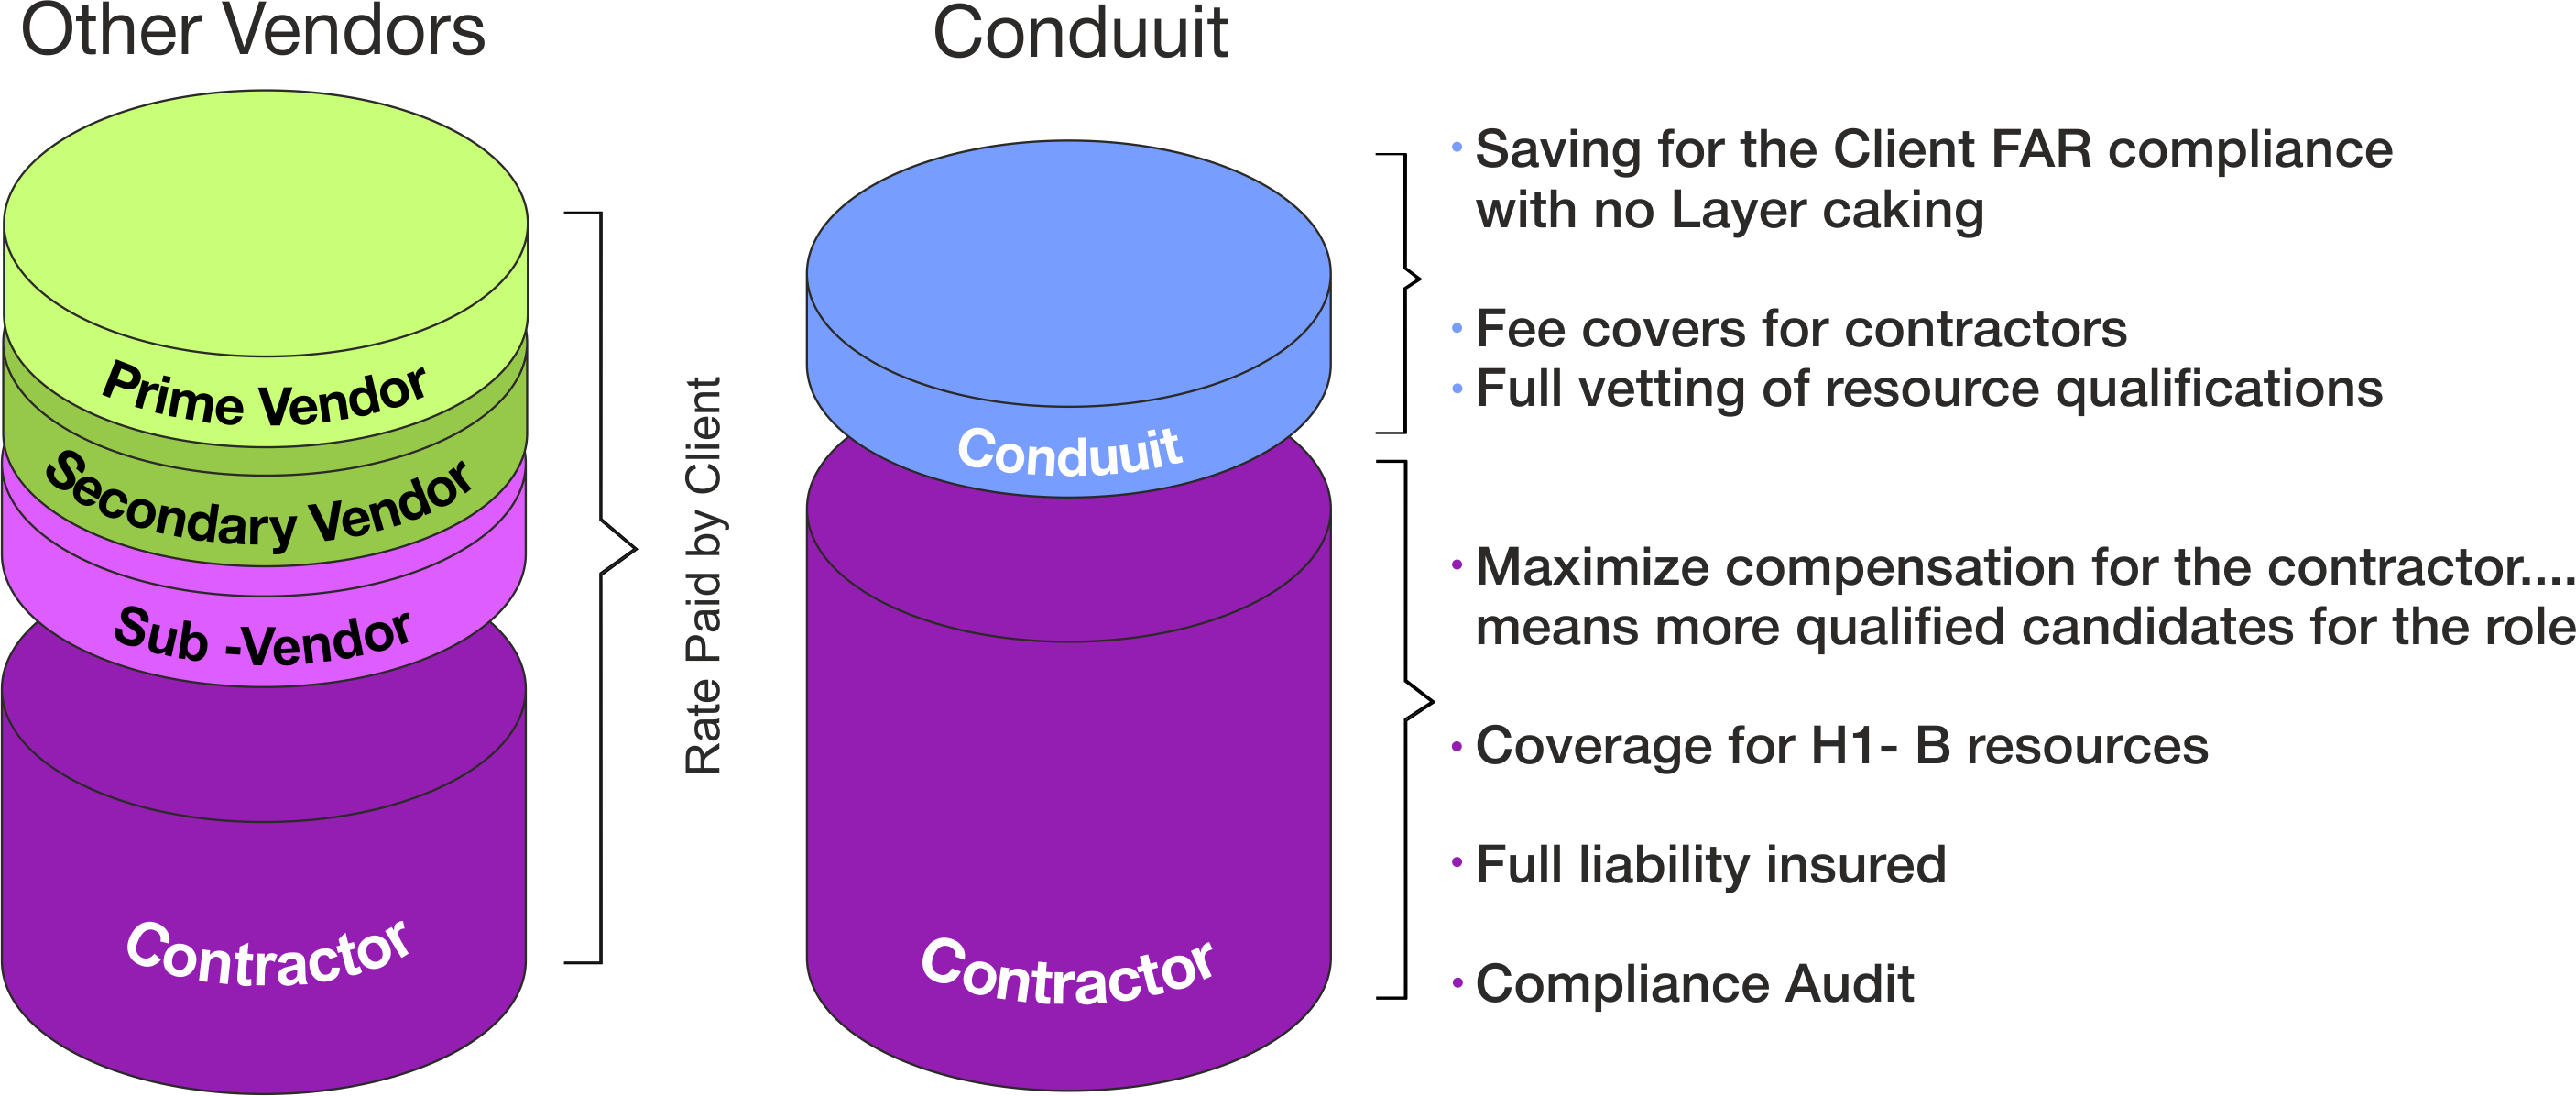 Other Vendors
Prime Vendor
Secondary Vendor
Sub -Vendor
Contractor
Rate Paid by Client
Conduuit
Conduuit
Contractor
• Saving for the Client FAR compliance
with no Layer caking
• Fee covers for contractors
• Full vetting of resource qualifications
• Maximize compensation for the contractor....
means more qualified candidates for the role
• Coverage for H1- B resources
• Full liability insured
• Compliance Audit